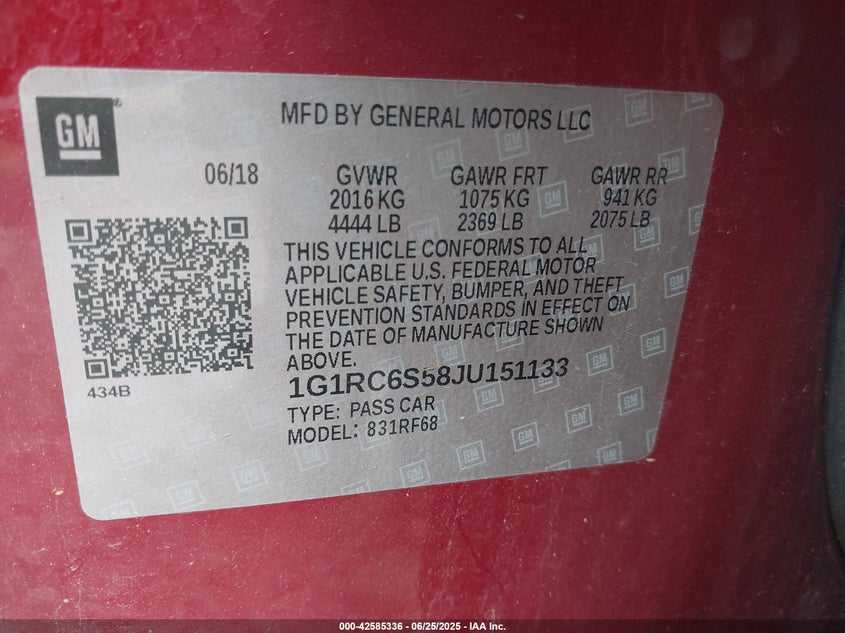 GM
MFD BY GENERAL MOTORS LLC
06/18 GVWR GAWR FRT GAWR RR
2016 KG 1075 KG 941 KG
4444 LB 2369 LB 2075 LB
THIS VEHICLE CONFORMS TO ALL
APPLICABLE U.S. FEDERAL MOTOR
VEHICLE SAFETY, BUMPER, AND THEFT
PREVENTION STANDARDS IN EFFECT ON
THE DATE OF MANUFACTURE SHOWN
ABOVE.
434B
1G1RC6S58JU151133
TYPE: PASS CAR
MODEL: 831RF68
000-42585336 - 06/25/2025 - IAA Inc.